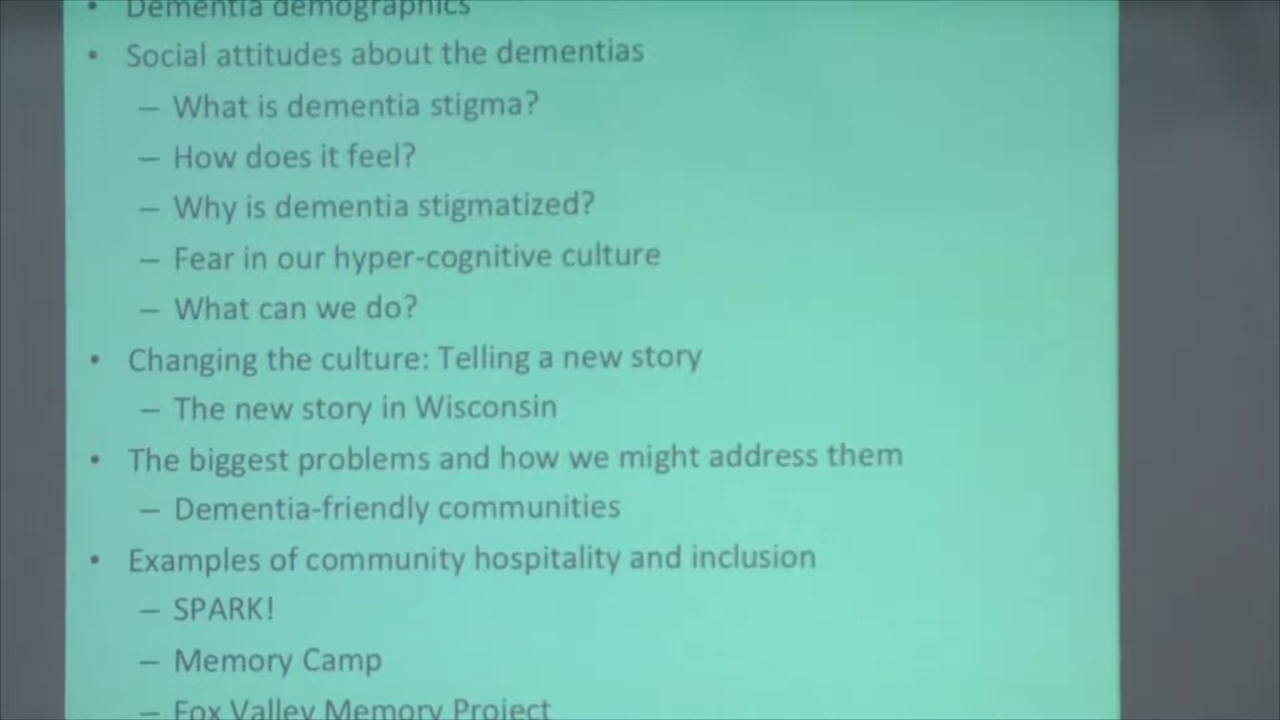 • Dementia demographics
• Social attitudes about the dementias
– What is dementia stigma?
– How does it feel?
– Why is dementia stigmatized?
– Fear in our hyper-cognitive culture
– What can we do?
• Changing the culture: Telling a new story
– The new story in Wisconsin
• The biggest problems and how we might address them
– Dementia-friendly communities
• Examples of community hospitality and inclusion
– SPARK!
– Memory Camp
– Fox Valley Memory Project